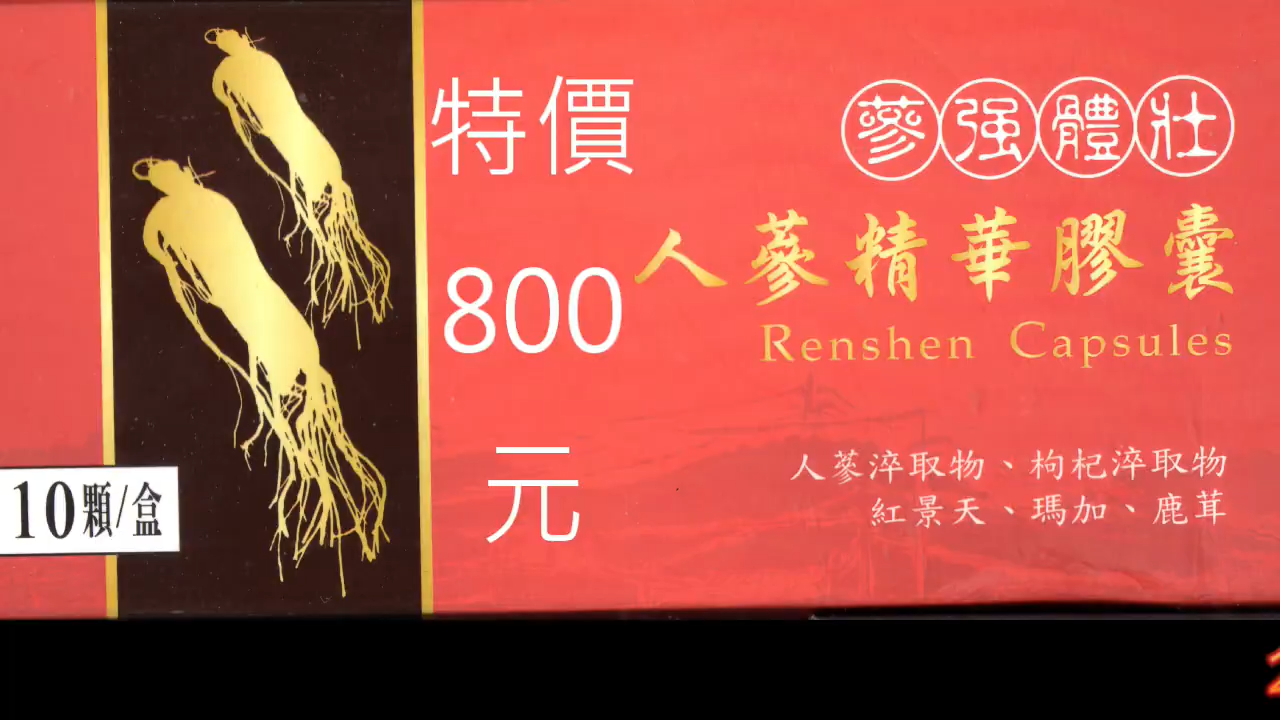 特價
800
元
蔘强體壯
人蔘精華膠囊
Renshen Capsules
人蔘淬取物、枸杞淬取物
紅景天、瑪加、鹿茸
10顆/盒